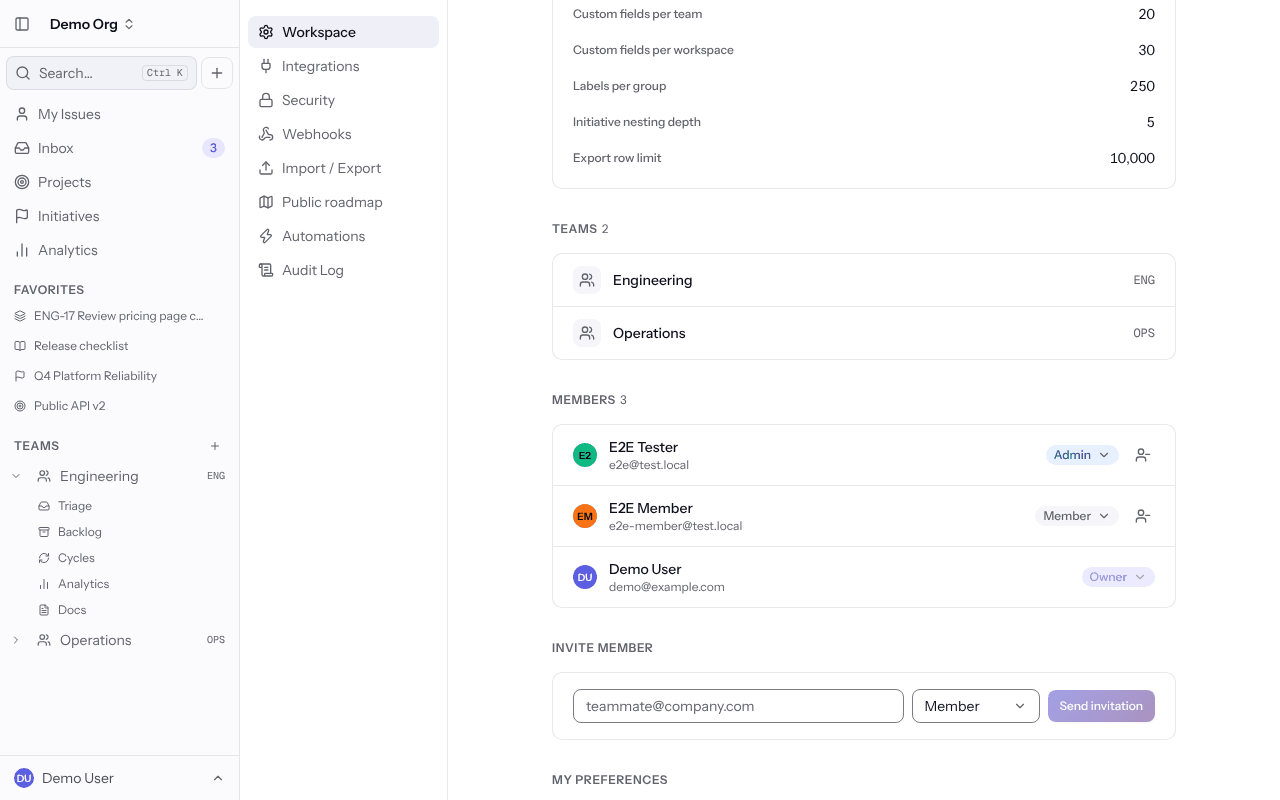 Demo Org
Search...
Ctrl K
My Issues
Inbox
3
Projects
Initiatives
Analytics
FAVORITES
ENG-17 Review pricing page c...
Release checklist
Q4 Platform Reliability
Public API v2
TEAMS
Engineering
ENG
Triage
Backlog
Cycles
Analytics
Docs
Operations
OPS
DU
Demo User
Workspace
Integrations
Security
Webhooks
Import / Export
Public roadmap
Automations
Audit Log
Custom fields per team
20
Custom fields per workspace
30
Labels per group
250
Initiative nesting depth
5
Export row limit
10,000
TEAMS 2
Engineering
ENG
Operations
OPS
MEMBERS 3
E2
E2E Tester
e2e@test.local
Admin
EM
E2E Member
e2e-member@test.local
Member
DU
Demo User
demo@example.com
Owner
INVITE MEMBER
teammate@company.com
Member
Send invitation
MY PREFERENCES